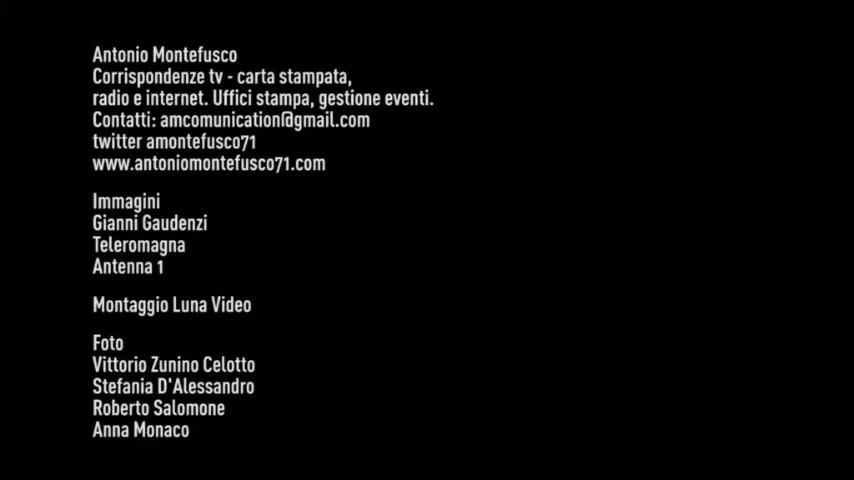 Antonio Montefusco
Corrispondenze tv - carta stampata,
radio e internet. Uffici stampa, gestione eventi.
Contatti: amcomunication@gmail.com
twitter amontefusco71
www.antoniomontefusco71.com
Immagini
Gianni Gaudenzi
Teleromagna
Antenna 1
Montaggio Luna Video
Foto
Vittorio Zunino Celotto
Stefania D'Alessandro
Roberto Salomone
Anna Monaco